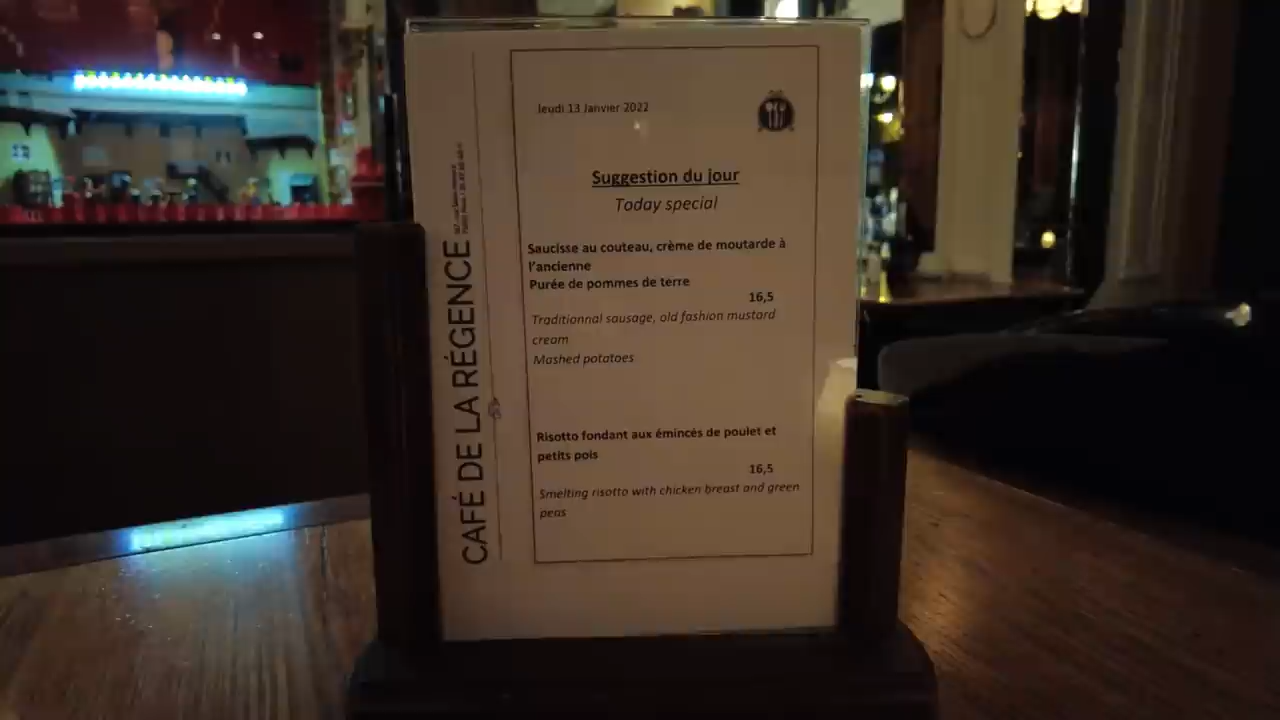 Jeudi 13 Janvier 2022
Suggestion du jour
Today special
Saucisse au couteau, crème de moutarde à
l'ancienne
Purée de pommes de terre
16,5
Traditionnal sausage, old fashion mustard
cream
Mashed potatoes
Risotto fondant aux émincés de poulet et
petits pois
16,5
Smelting risotto with chicken breast and green
peas
CAFÉ DE LA RÉGENCE